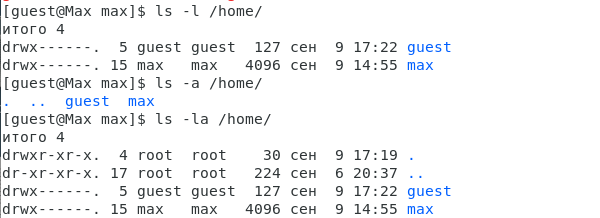 [guest@Max max]$ ls -l /home/
итого 4
drwx------.  5 guest guest  127 сен  9 17:22 guest
drwx------. 15 max   max   4096 сен  9 14:55 max
[guest@Max max]$ ls -a /home/
.  ..  guest  max
[guest@Max max]$ ls -la /home/
итого 4
drwxr-xr-x.  4 root  root    30 сен  9 17:19 .
dr-xr-xr-x. 17 root  root   224 сен  6 20:37 ..
drwx------.  5 guest guest  127 сен  9 17:22 guest
drwx------. 15 max   max   4096 сен  9 14:55 max